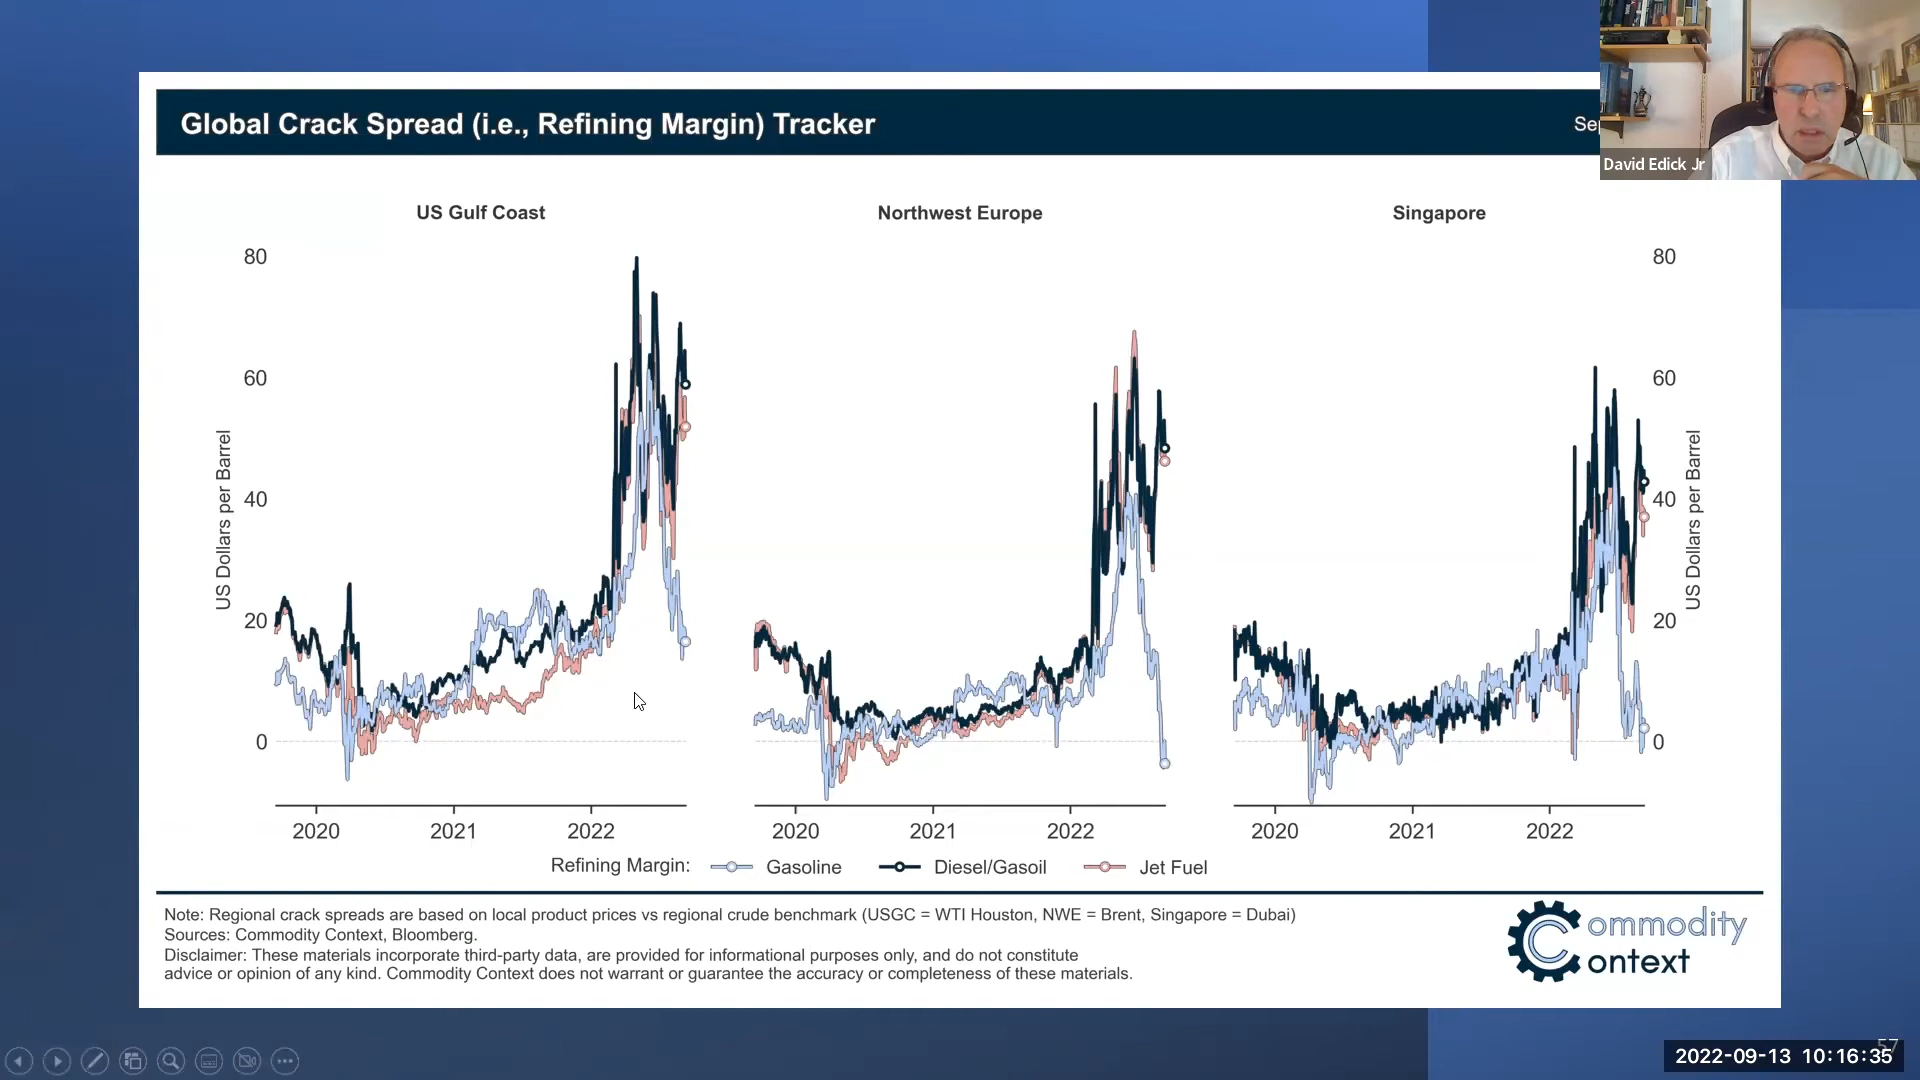 Global Crack Spread (i.e., Refining Margin) Tracker
David Edick Jr
US Gulf Coast
Northwest Europe
Singapore
80
60
40
20
0
US Dollars per Barrel
80
60
40
20
0
US Dollars per Barrel
2020 2021 2022
2020 2021 2022
2020 2021 2022
Refining Margin: Gasoline Diesel/Gasoil Jet Fuel
Note: Regional crack spreads are based on local product prices vs regional crude benchmark (USGC = WTI Houston, NWE = Brent, Singapore = Dubai)
Sources: Commodity Context, Bloomberg.
Disclaimer: These materials incorporate third-party data, are provided for informational purposes only, and do not constitute
advice or opinion of any kind. Commodity Context does not warrant or guarantee the accuracy or completeness of these materials.
Commodity
Context
57
2022-09-13 10:16:35